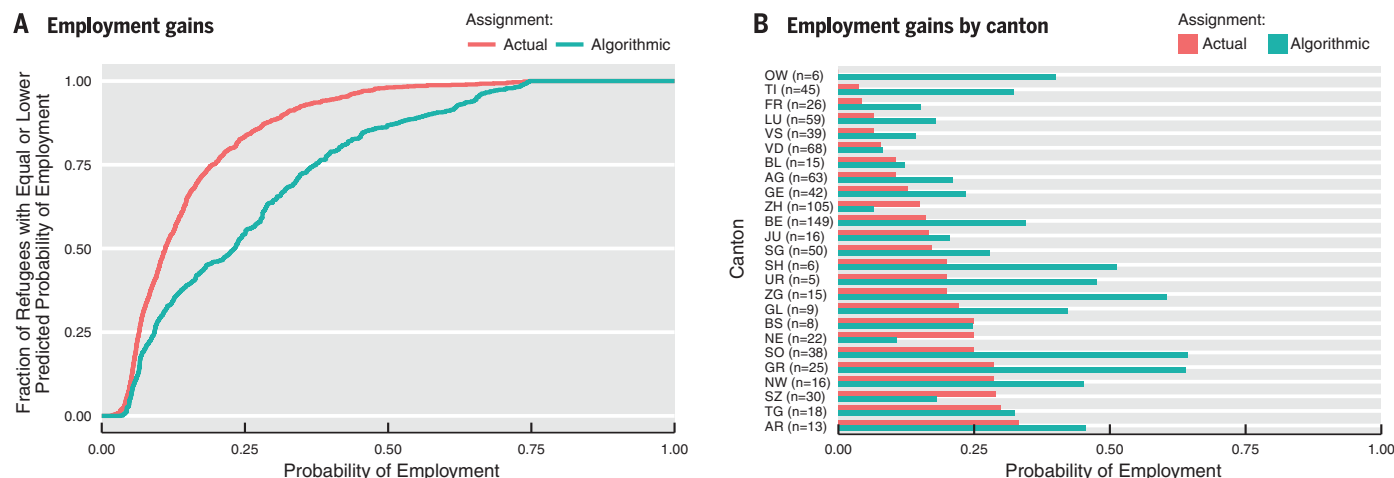 A Employment gains
Assignment:
Actual Algorithmic
Fraction of Refugees with Equal or Lower
Predicted Probability of Employment
1.00
0.75
0.50
0.25
0.00
0.00 0.25 0.50 0.75 1.00
Probability of Employment
B Employment gains by canton
Assignment:
Actual Algorithmic
Canton
OW (n=6)
TI (n=45)
FR (n=26)
LU (n=59)
VS (n=39)
VD (n=68)
BL (n=15)
AG (n=63)
GE (n=42)
ZH (n=105)
BE (n=149)
JU (n=16)
SG (n=50)
SH (n=6)
UR (n=5)
ZG (n=15)
GL (n=9)
BS (n=8)
NE (n=22)
SO (n=38)
GR (n=25)
NW (n=16)
SZ (n=30)
TG (n=18)
AR (n=13)
0.00 0.25 0.50 0.75 1.00
Probability of Employment